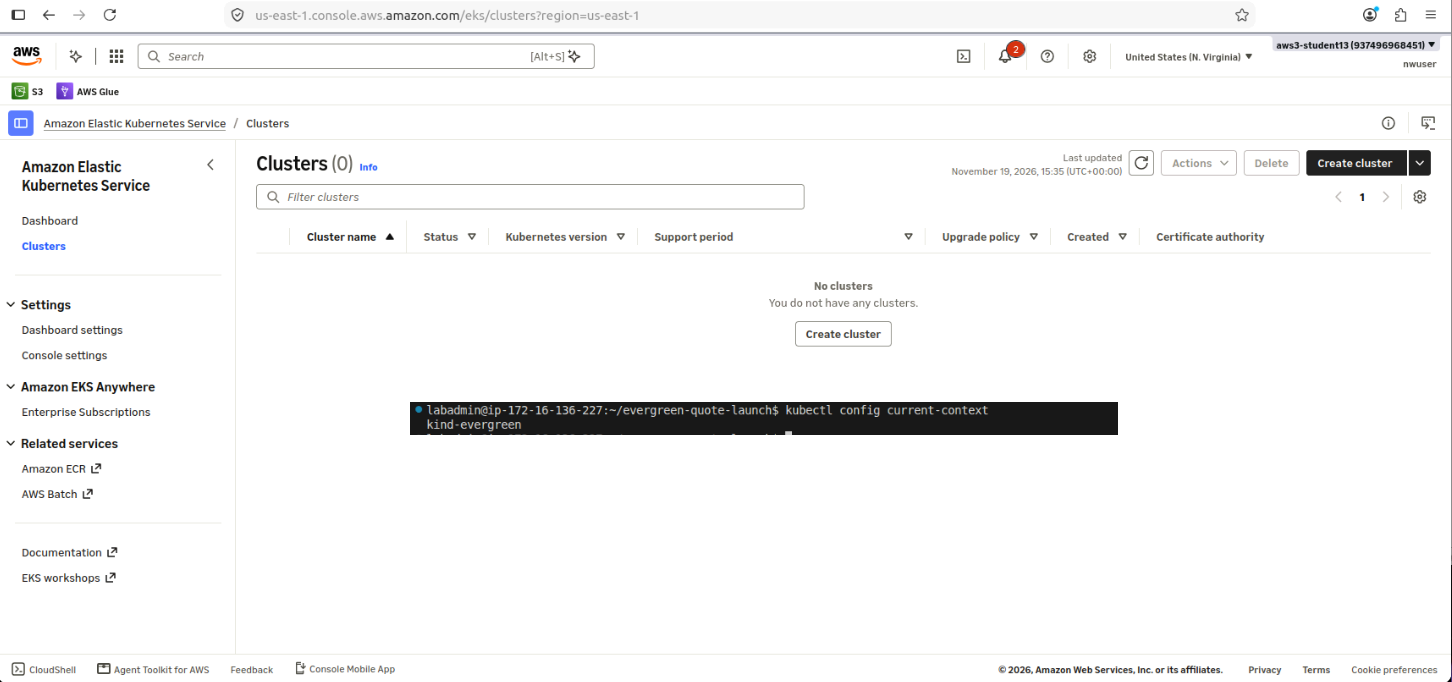 us-east-1.console.aws.amazon.com/eks/clusters?region=us-east-1
aws
Search
[Alt+S]
2
United States (N. Virginia) ▼
aws3-student13 (937496968451) ▼
nwuser
S3
AWS Glue
Amazon Elastic Kubernetes Service / Clusters
Amazon Elastic
Kubernetes Service
Dashboard
Clusters
Settings
Dashboard settings
Console settings
Amazon EKS Anywhere
Enterprise Subscriptions
Related services
Amazon ECR
AWS Batch
Documentation
EKS workshops
Clusters (0) Info
Last updated
November 19, 2026, 15:35 (UTC+00:00)
Actions
Delete
Create cluster
Filter clusters
1
Cluster name
Status
Kubernetes version
Support period
Upgrade policy
Created
Certificate authority
No clusters
You do not have any clusters.
Create cluster
labadmin@ip-172-16-136-227:~/evergreen-quote-launch$ kubectl config current-context
kind-evergreen
CloudShell
Agent Toolkit for AWS
Feedback
Console Mobile App
© 2026, Amazon Web Services, Inc. or its affiliates.
Privacy
Terms
Cookie preferences